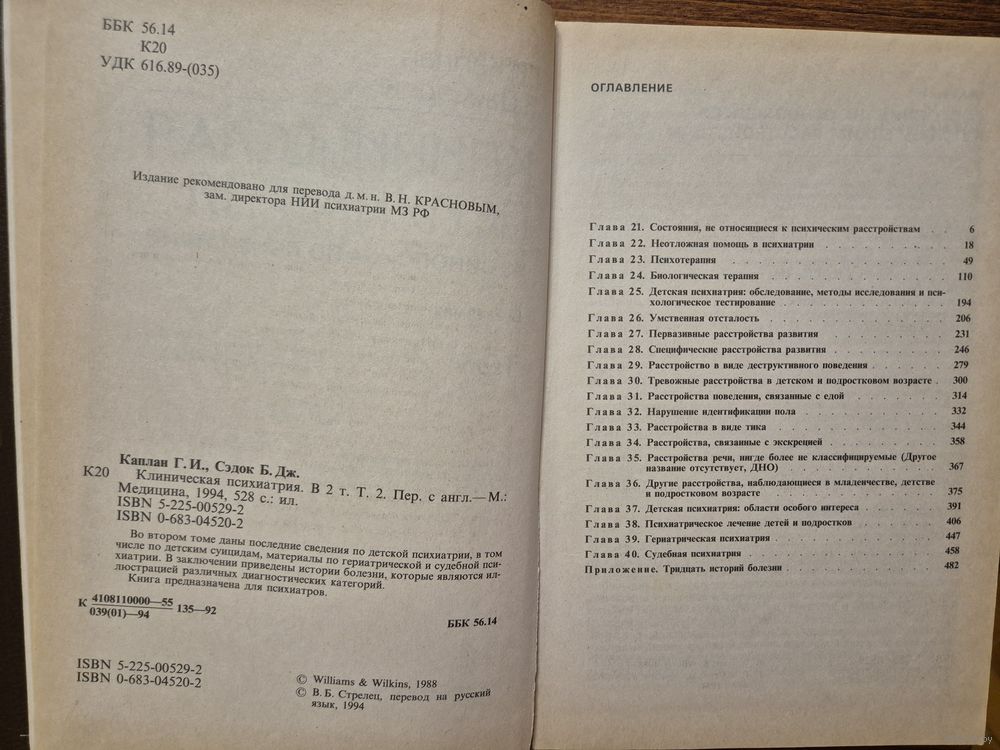 ББК 56.14
К20
УДК 616.89-(035)
Издание рекомендовано для перевода д. м. н. В. Н. КРАСНОВЫМ,
зам. директора НИИ психиатрии МЗ РФ
Каплан Г. И., Сэдок Б. Дж.
К20 Клиническая психиатрия. В 2 т. Т. 2. Пер. с англ.— М.:
Медицина, 1994, 528 с.: ил.
ISBN 5-225-00529-2
ISBN 0-683-04520-2
Во втором томе даны последние сведения по детской психиатрии, в том
числе по детским суицидам, материалы по гериатрической и судебной пси-
хиатрии. В заключении приведены истории болезни, которые являются ил-
люстрацией различных диагностических категорий.
Книга предназначена для психиатров.
К 4108110000—55 135—92
039(01)—94
ББК 56.14
ISBN 5-225-00529-2
ISBN 0-683-04520-2
© Williams & Wilkins, 1988
© В. Б. Стрелец, перевод на русский
язык, 1994
ОГЛАВЛЕНИЕ
Глава 21. Состояния, не относящиеся к психическим расстройствам . . 6
Глава 22. Неотложная помощь в психиатрии . . . . . . . . . . 18
Глава 23. Психотерапия . . . . . . . . . . . . . . . . 49
Глава 24. Биологическая терапия . . . . . . . . . . . . . 110
Глава 25. Детская психиатрия: обследование, методы исследования и пси-
хологическое тестирование . . . . . . . . . . . . 194
Глава 26. Умственная отсталость . . . . . . . . . . . . . 206
Глава 27. Первазивные расстройства развития . . . . . . . . . 231
Глава 28. Специфические расстройства развития . . . . . . . . 246
Глава 29. Расстройство в виде деструктивного поведения . . . . . . 279
Глава 30. Тревожные расстройства в детском и подростковом возрасте . 300
Глава 31. Расстройства поведения, связанные с едой . . . . . . . 314
Глава 32. Нарушение идентификации пола . . . . . . . . . . 332
Глава 33. Расстройства в виде тика . . . . . . . . . . . . 344
Глава 34. Расстройства, связанные с экскрецией . . . . . . . . 358
Глава 35. Расстройства речи, нигде более не классифицируемые (Другое
название отсутствует, ДНО) . . . . . . . . . . . . 367
Глава 36. Другие расстройства, наблюдающиеся в младенчестве, детстве
и подростковом возрасте . . . . . . . . . . . . . 375
Глава 37. Детская психиатрия: области особого интереса . . . . . . 391
Глава 38. Психиатрическое лечение детей и подростков . . . . . . 406
Глава 39. Гериатрическая психиатрия . . . . . . . . . . . . 447
Глава 40. Судебная психиатрия . . . . . . . . . . . . . . 458
Приложение. Тридцать историй болезни . . . . . . . . . . . 482